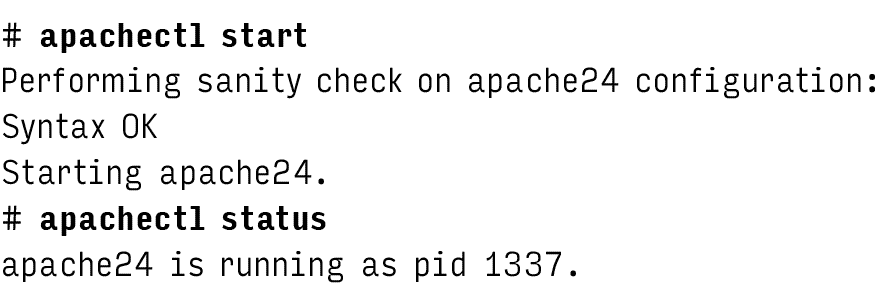 # apachectl start
Performing sanity check on apache24 configuration:
Syntax OK
Starting apache24.
# apachectl status
apache24 is running as pid 1337.